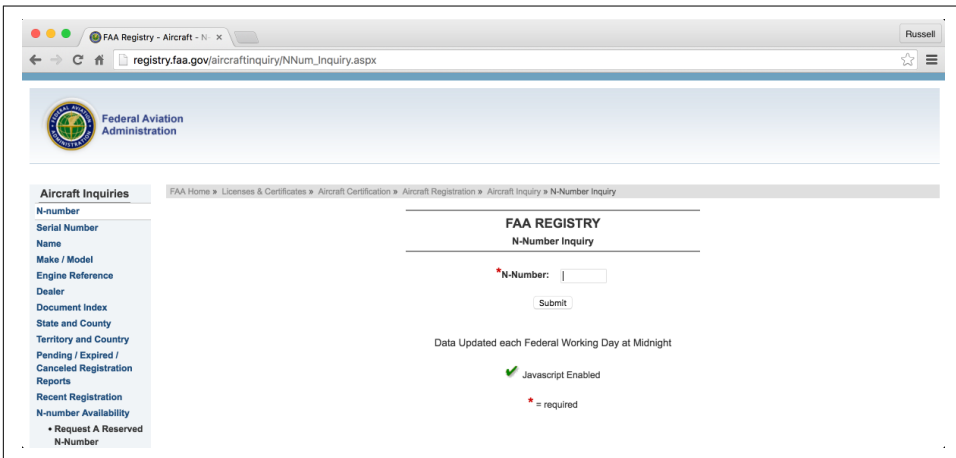 FAA Registry - Aircraft - N- ×
Russell
registry.faa.gov/aircraftinquiry/NNum_Inquiry.aspx
Federal Aviation
Administration
Aircraft Inquiries
N-number
Serial Number
Name
Make / Model
Engine Reference
Dealer
Document Index
State and County
Territory and Country
Pending / Expired /
Canceled Registration
Reports
Recent Registration
N-number Availability
• Request A Reserved
N-Number
FAA Home » Licenses & Certificates » Aircraft Certification » Aircraft Registration » Aircraft Inquiry » N-Number Inquiry
FAA REGISTRY
N-Number Inquiry
*N-Number:
Submit
Data Updated each Federal Working Day at Midnight
Javascript Enabled
* = required